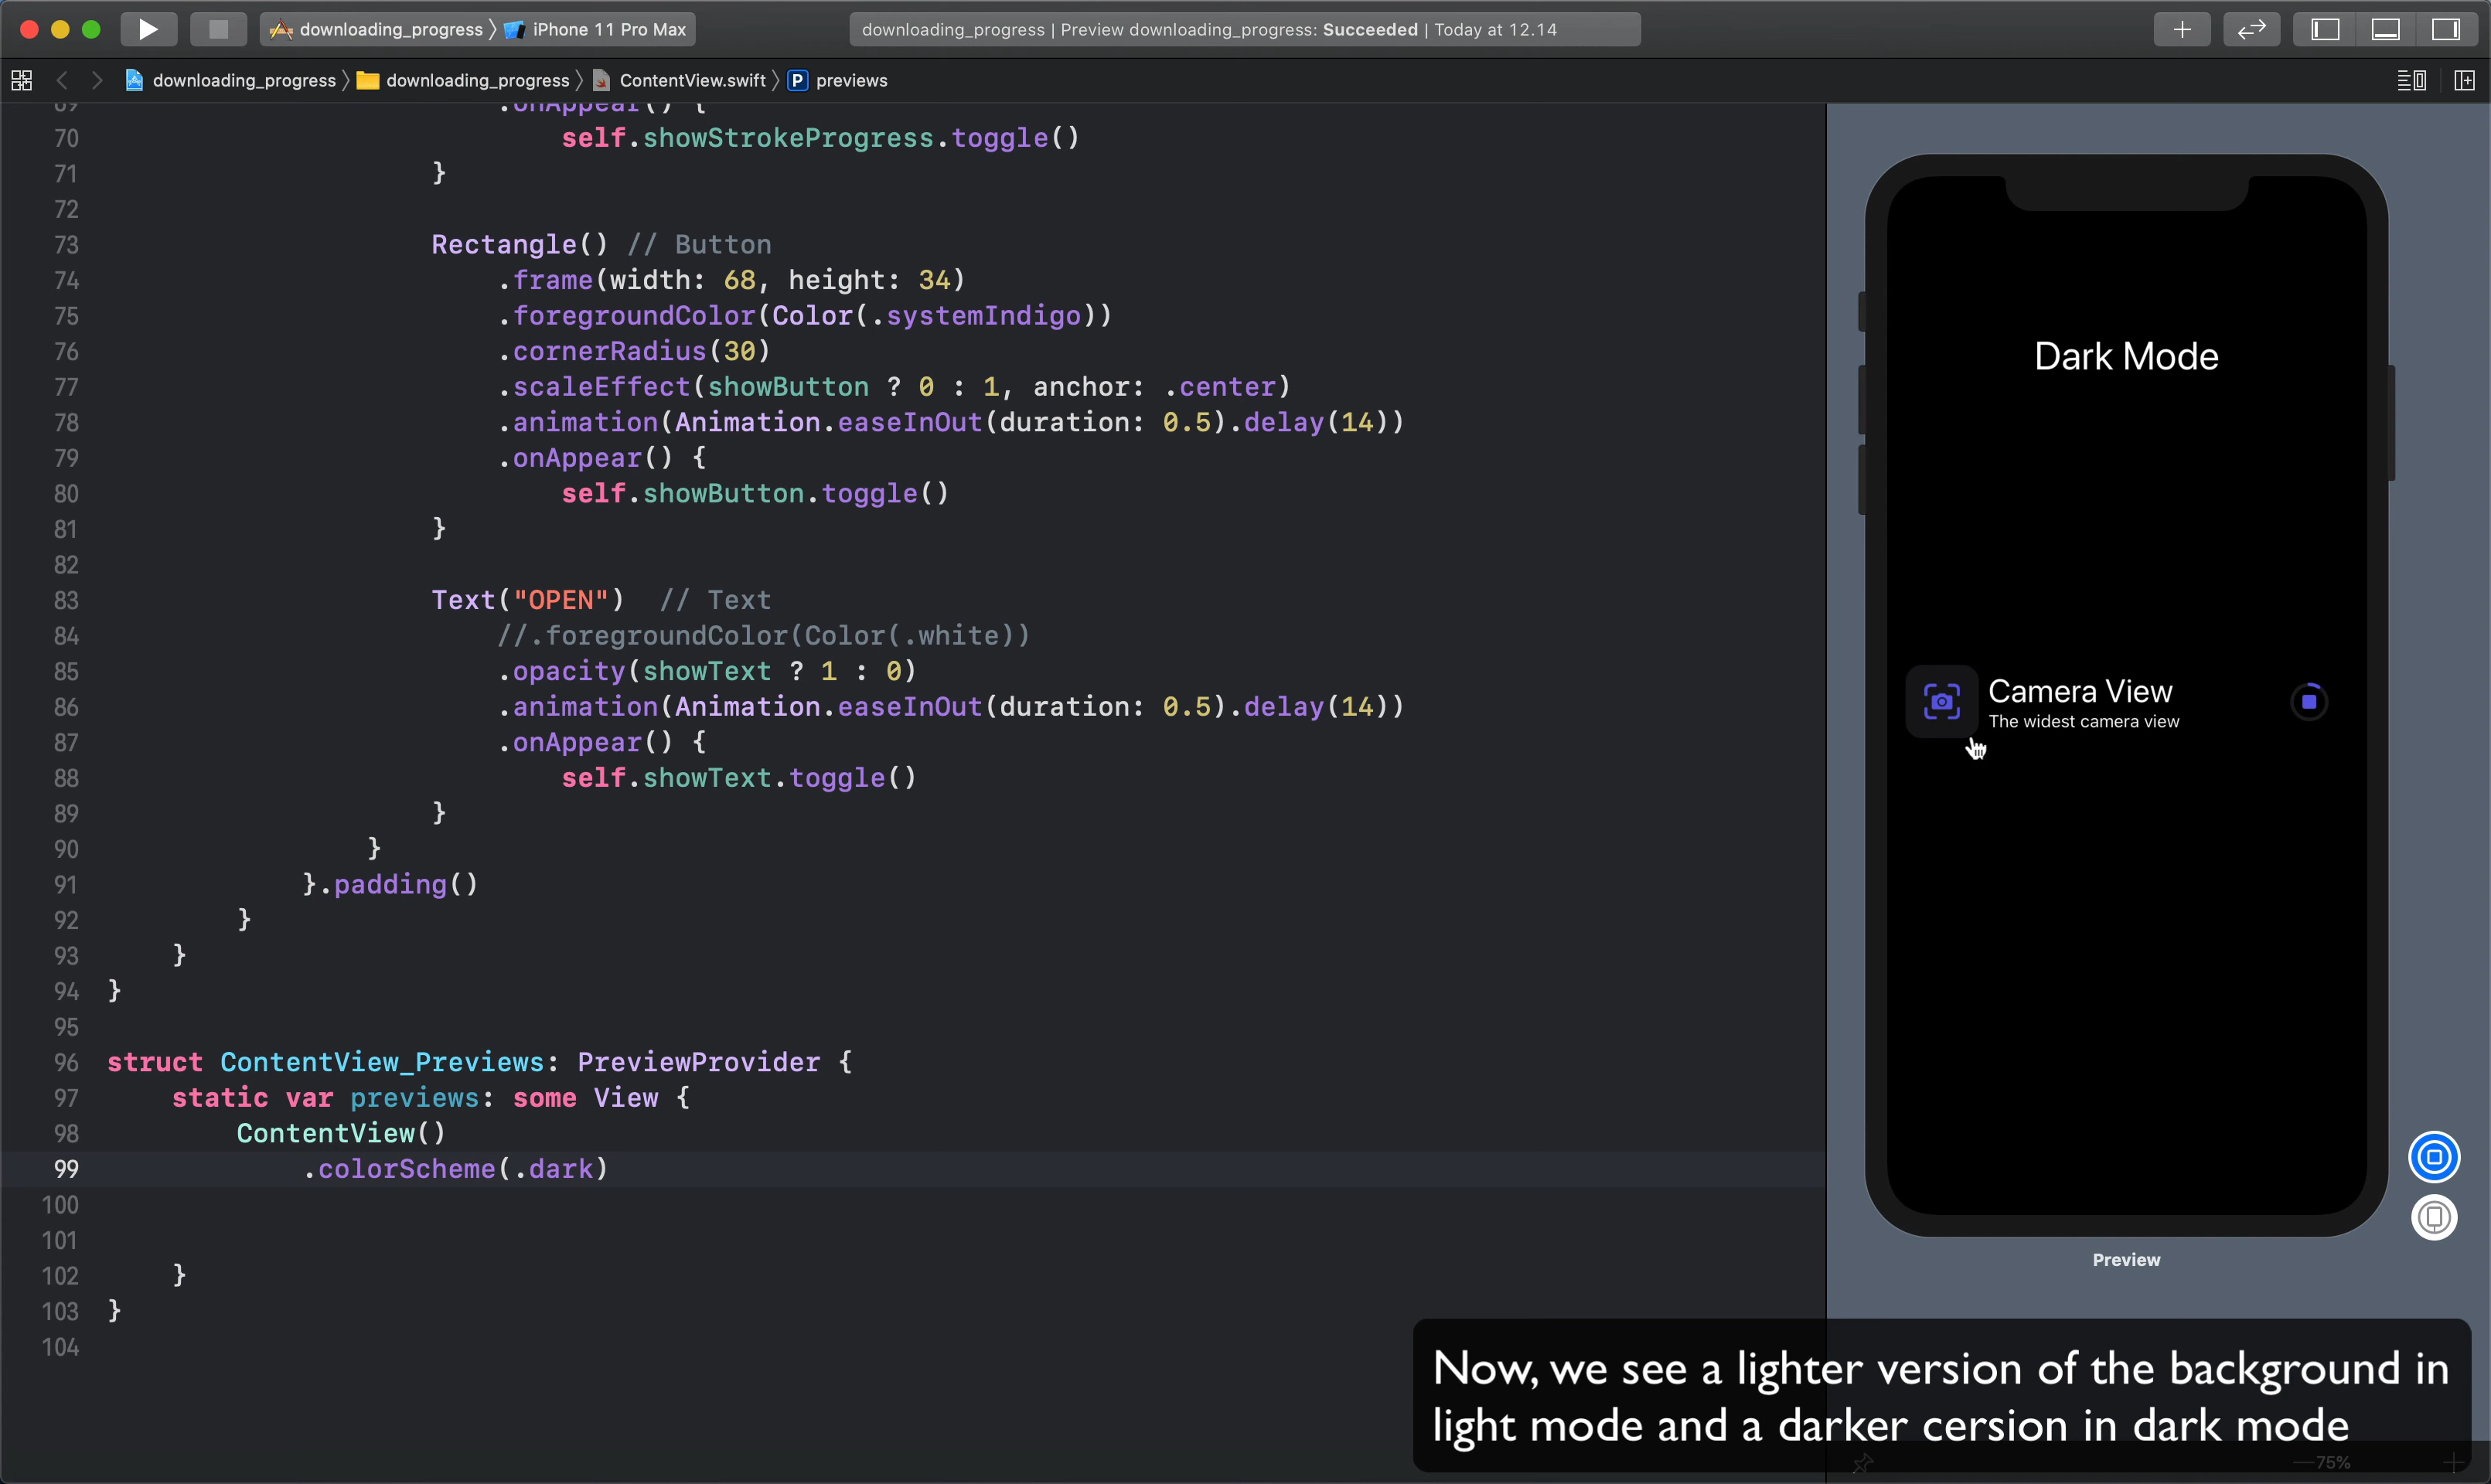 downloading_progress 〉 iPhone 11 Pro Max
downloading_progress | Preview downloading_progress: Succeeded | Today at 12.14
downloading_progress 〉 downloading_progress 〉 ContentView.swift 〉 P previews
69 .onAppear() {
70 self.showStrokeProgress.toggle()
71 }
72
73 Rectangle() // Button
74 .frame(width: 68, height: 34)
75 .foregroundColor(Color(.systemIndigo))
76 .cornerRadius(30)
77 .scaleEffect(showButton ? 0 : 1, anchor: .center)
78 .animation(Animation.easeInOut(duration: 0.5).delay(14))
79 .onAppear() {
80 self.showButton.toggle()
81 }
82
83 Text("OPEN")  // Text
84 //.foregroundColor(Color(.white))
85 .opacity(showText ? 1 : 0)
86 .animation(Animation.easeInOut(duration: 0.5).delay(14))
87 .onAppear() {
88 self.showText.toggle()
89 }
90 }
91 }.padding()
92 }
93 }
94 }
95
96 struct ContentView_Previews: PreviewProvider {
97 static var previews: some View {
98 ContentView()
99 .colorScheme(.dark)
100
101
102 }
103 }
104
Dark Mode
Camera View
The widest camera view
Preview
Now, we see a lighter version of the background in
light mode and a darker cersion in dark mode
75%